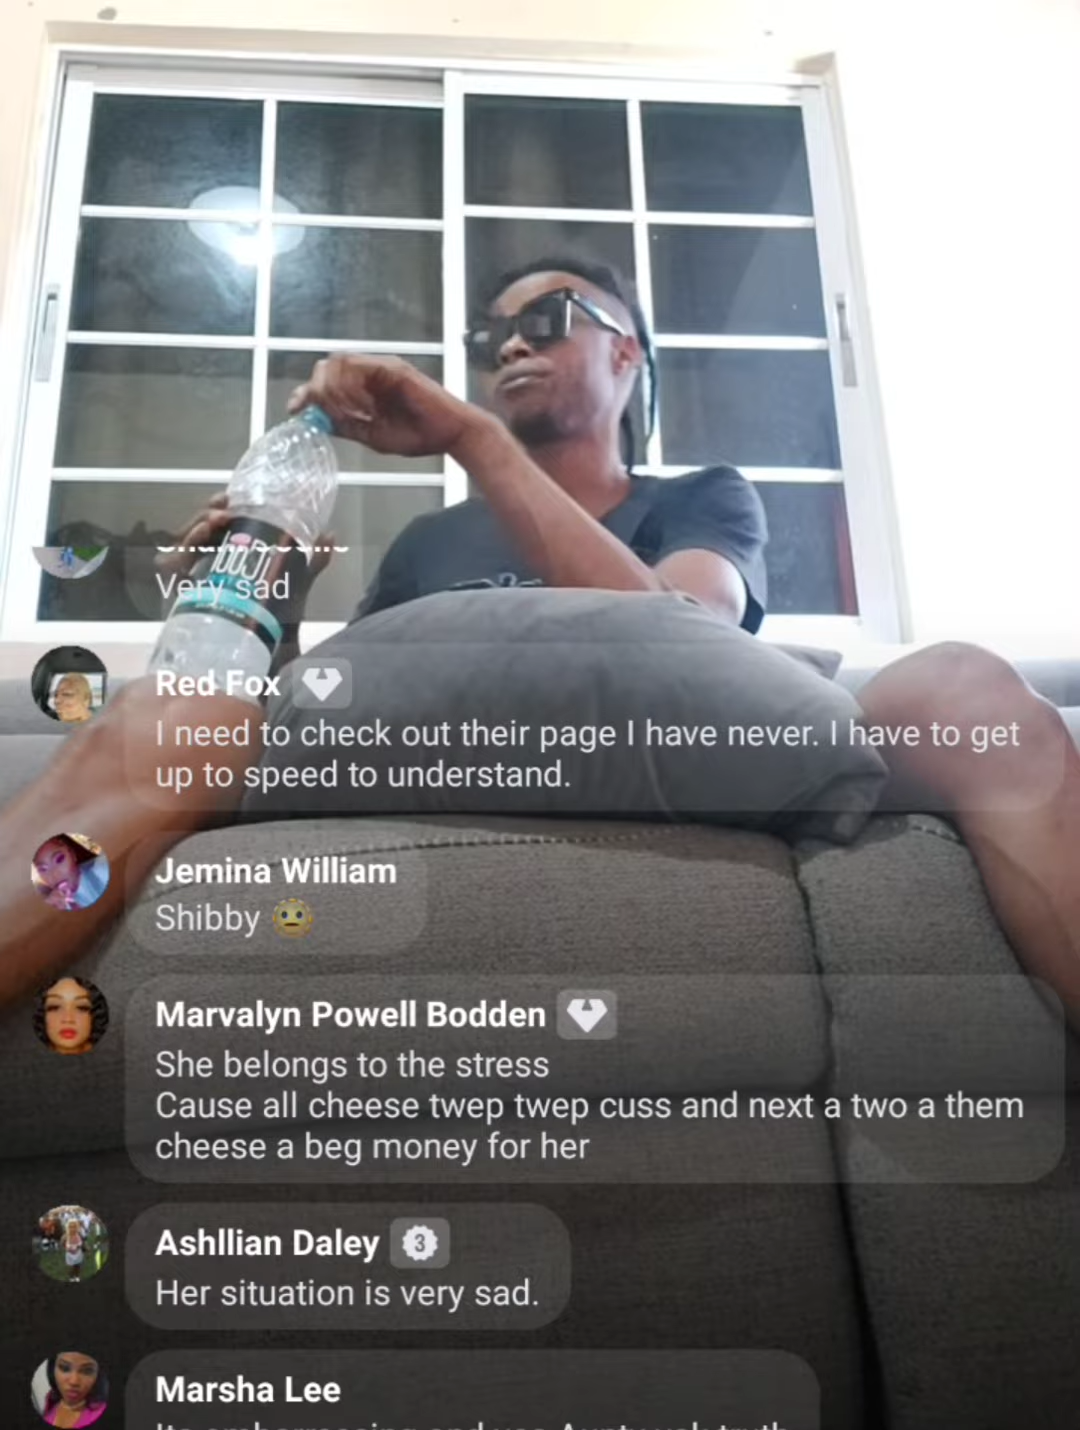 Very sad
Red Fox
I need to check out their page I have never. I have to get
up to speed to understand.
Jemina William
Shibby 🫥
Marvalyn Powell Bodden
She belongs to the stress
Cause all cheese twep twep cuss and next a two a them
cheese a beg money for her
Ashllian Daley 3
Her situation is very sad.
Marsha Lee